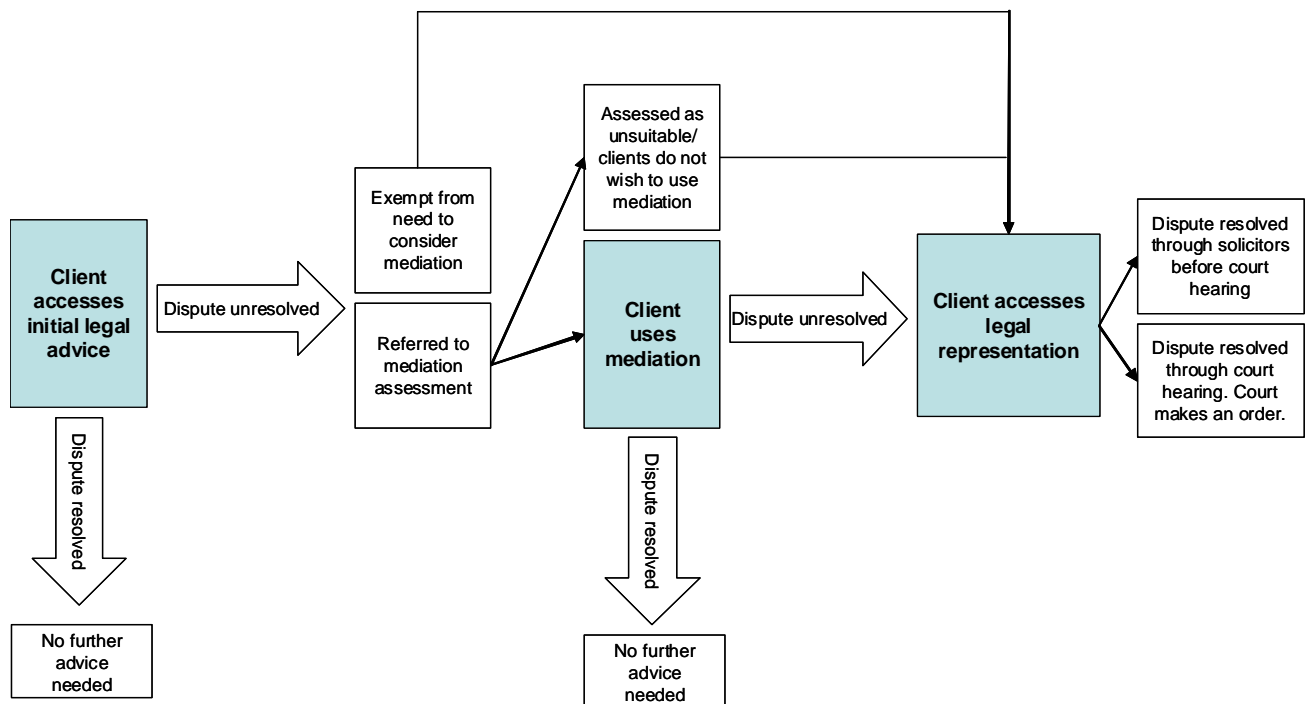 Client
accesses
initial legal
advice
Dispute resolved
No further
advice
needed
Dispute unresolved
Exempt from
need to
consider
mediation
Referred to
mediation
assessment
Assessed as
unsuitable/
clients do not
wish to use
mediation
Client
uses
mediation
Dispute resolved
No further
advice
needed
Dispute unresolved
Client accesses
legal
representation
Dispute resolved
through solicitors
before court
hearing
Dispute resolved
through court
hearing. Court
makes an order.